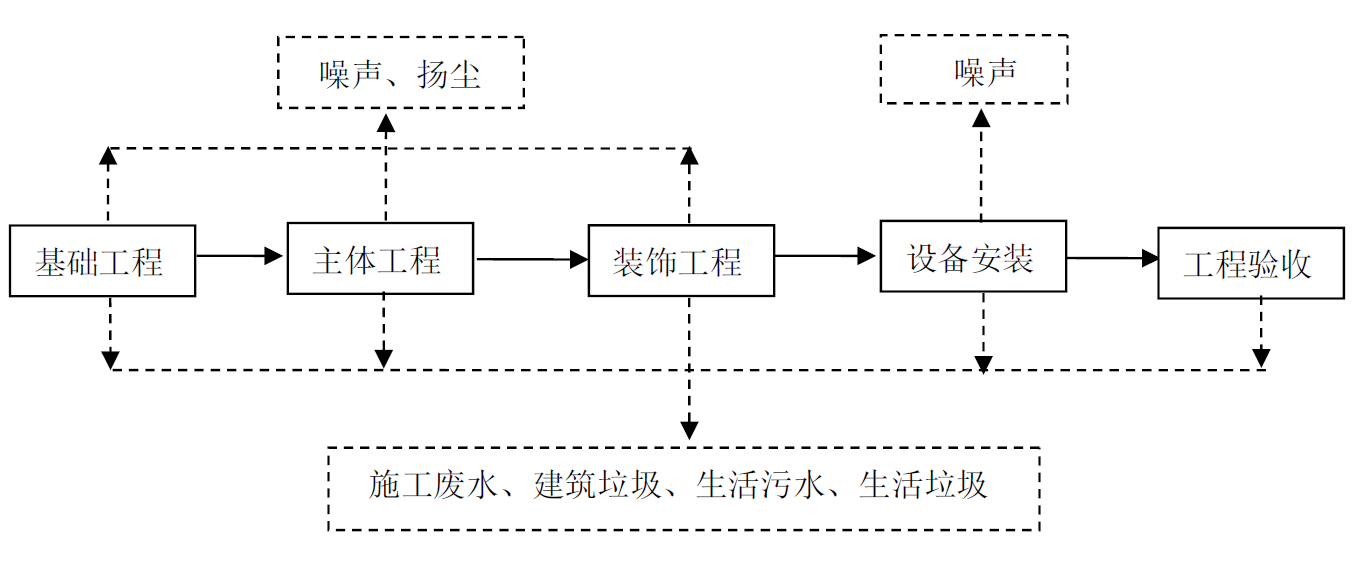 噪声、扬尘
噪声
基础工程
主体工程
装饰工程
设备安装
工程验收
施工废水、建筑垃圾、生活污水、生活垃圾